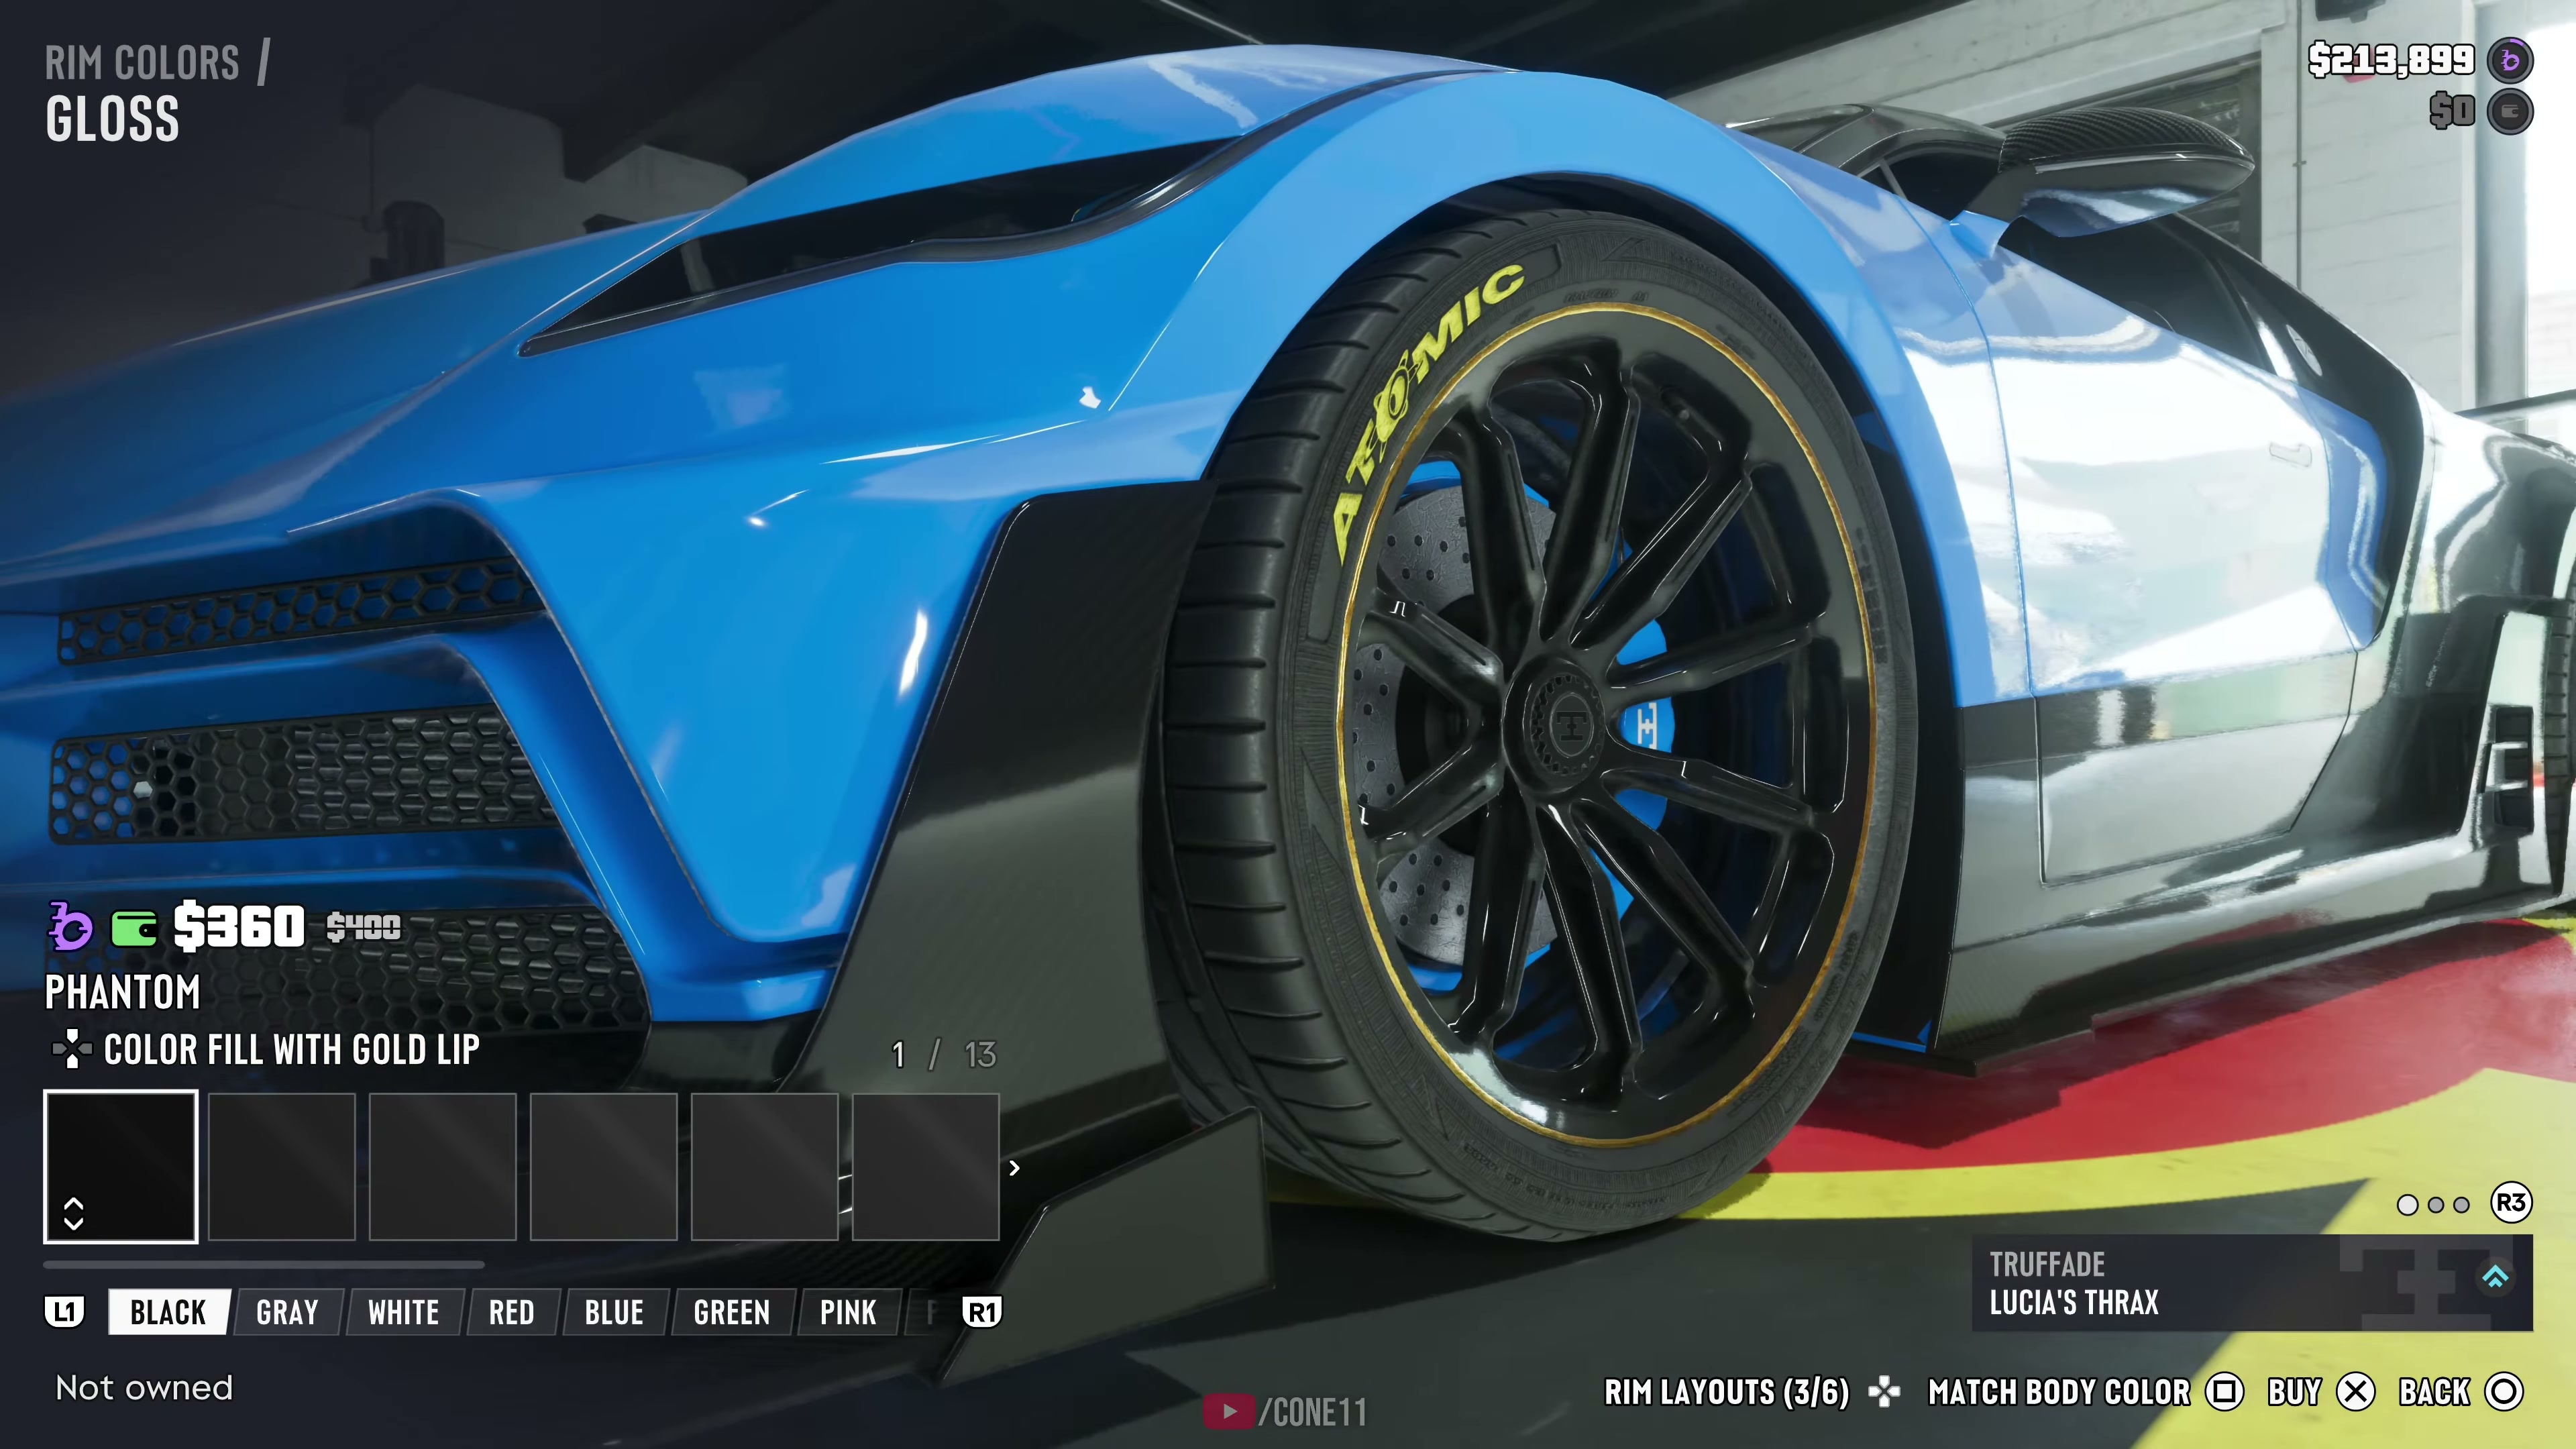 RIM COLORS /
GLOSS
$213,899
$0
ATOMIC
$360 $400
PHANTOM
COLOR FILL WITH GOLD LIP
1 / 13
R3
TRUFFADE
LUCIA'S THRAX
L1 BLACK GRAY WHITE RED BLUE GREEN PINK R1
Not owned
/CONE11
RIM LAYOUTS (3/6) MATCH BODY COLOR BUY BACK